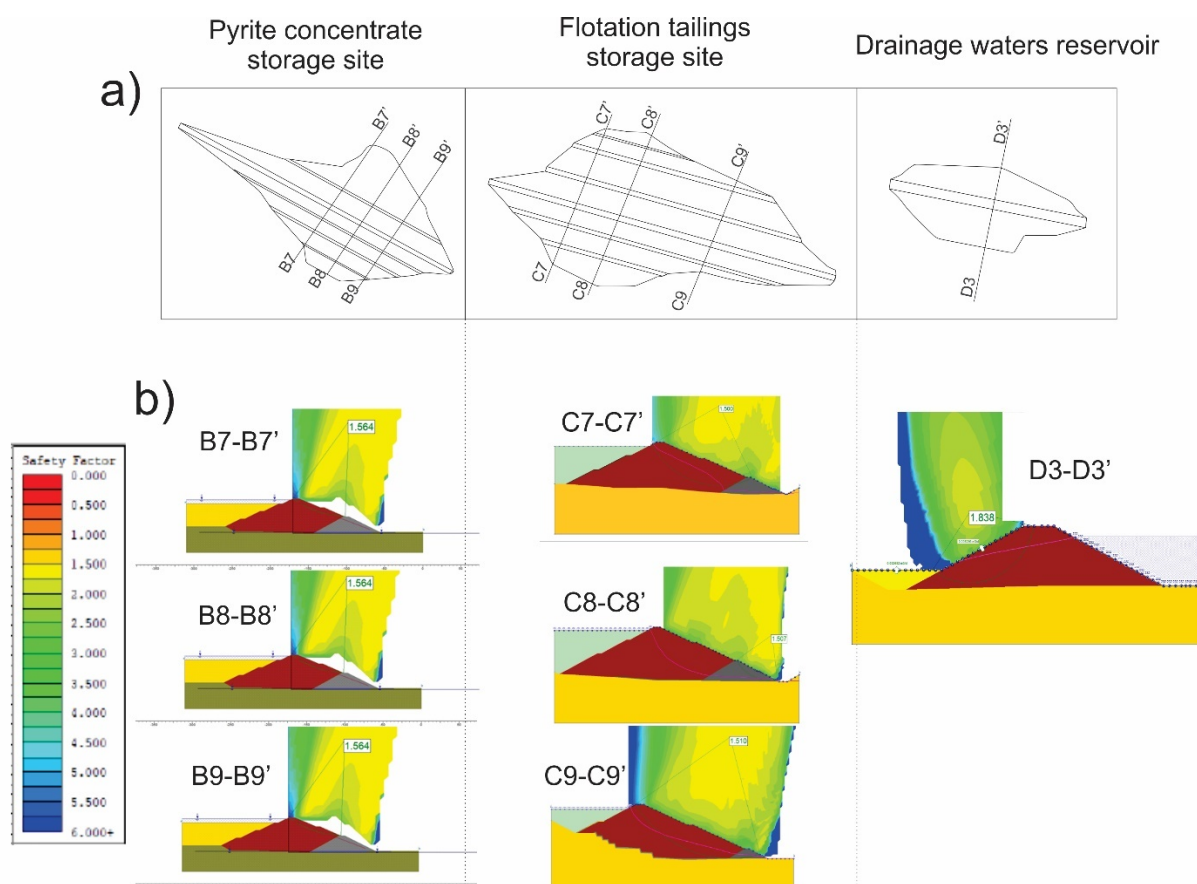 Pyrite concentrate
storage site
Flotation tailings
storage site
Drainage waters reservoir
a)
B7'
B8'
B9'
B7
B8
B9
C7'
C8'
C9'
C7
C8
C9
D3'
D3
b)
Safety Factor
0.000
0.500
1.000
1.500
2.000
2.500
3.000
3.500
4.000
4.500
5.000
5.500
6.000+
B7-B7'
1.564
B8-B8'
1.564
B9-B9'
1.564
C7-C7'
1.500
C8-C8'
1.507
C9-C9'
1.510
D3-D3'
1.838